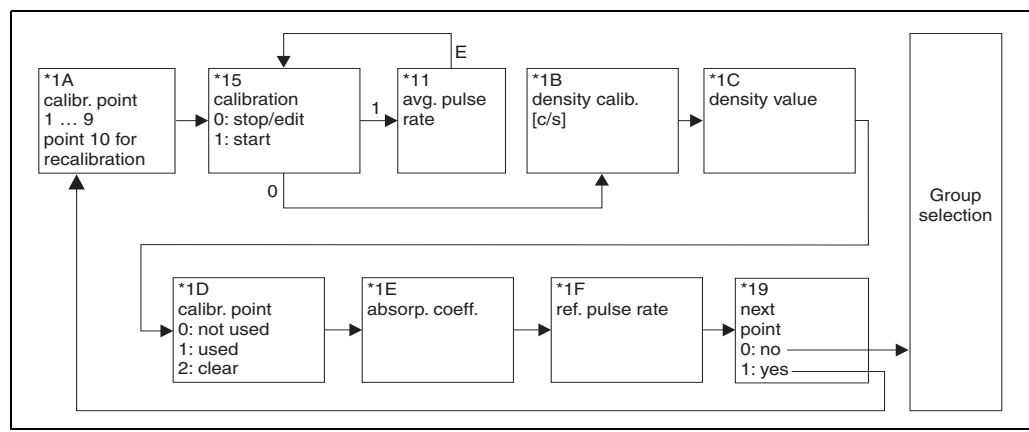 E
*1A
calibr. point
1 … 9
point 10 for
recalibration
*15
calibration
0: stop/edit
1: start
1
0
*11
avg. pulse
rate
*1B
density calib.
[c/s]
*1C
density value
Group
selection
*1D
calibr. point
0: not used
1: used
2: clear
*1E
absorp. coeff.
*1F
ref. pulse rate
*19
next
point
0: no
1: yes